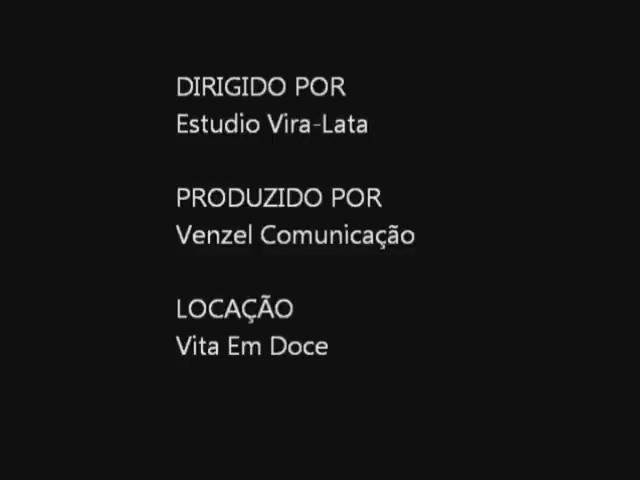 DIRIGIDO POR
Estudio Vira-Lata
PRODUZIDO POR
Venzel Comunicação
LOCAÇÃO
Vita Em Doce